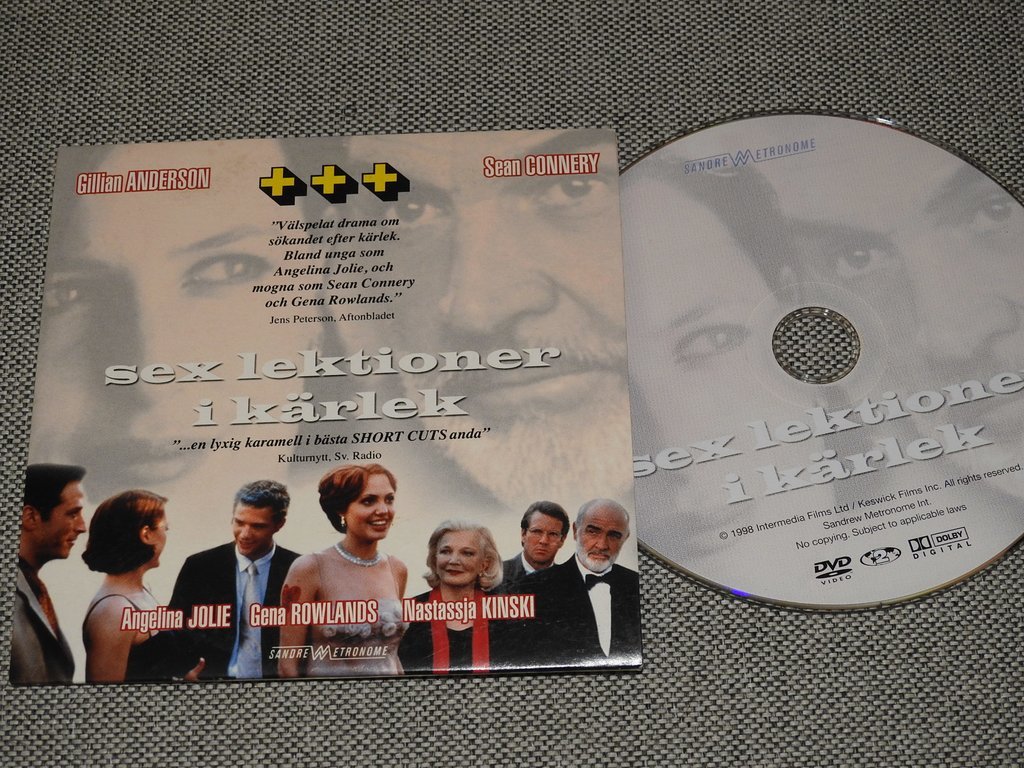 Gillian ANDERSON
Sean CONNERY
+++
"Välspelat drama om
sökandet efter kärlek.
Bland unga som
Angelina Jolie, och
mogna som Sean Connery
och Gena Rowlands."
Jens Peterson, Aftonbladet
sex lektioner
i kärlek
"...en lyxig karamell i bästa SHORT CUTS anda"
Kulturnytt, Sv. Radio
Angelina JOLIE Gena ROWLANDS Nastassja KINSKI
SANDREW METRONOME
SANDREW METRONOME
sex lektione
i kärlek
© 1998 Intermedia Films Ltd / Keswick Films Inc. All rights reserved.
Sandrew Metronome Int.
No copying. Subject to applicable laws
DVD
VIDEO
2
DOLBY
DIGITAL